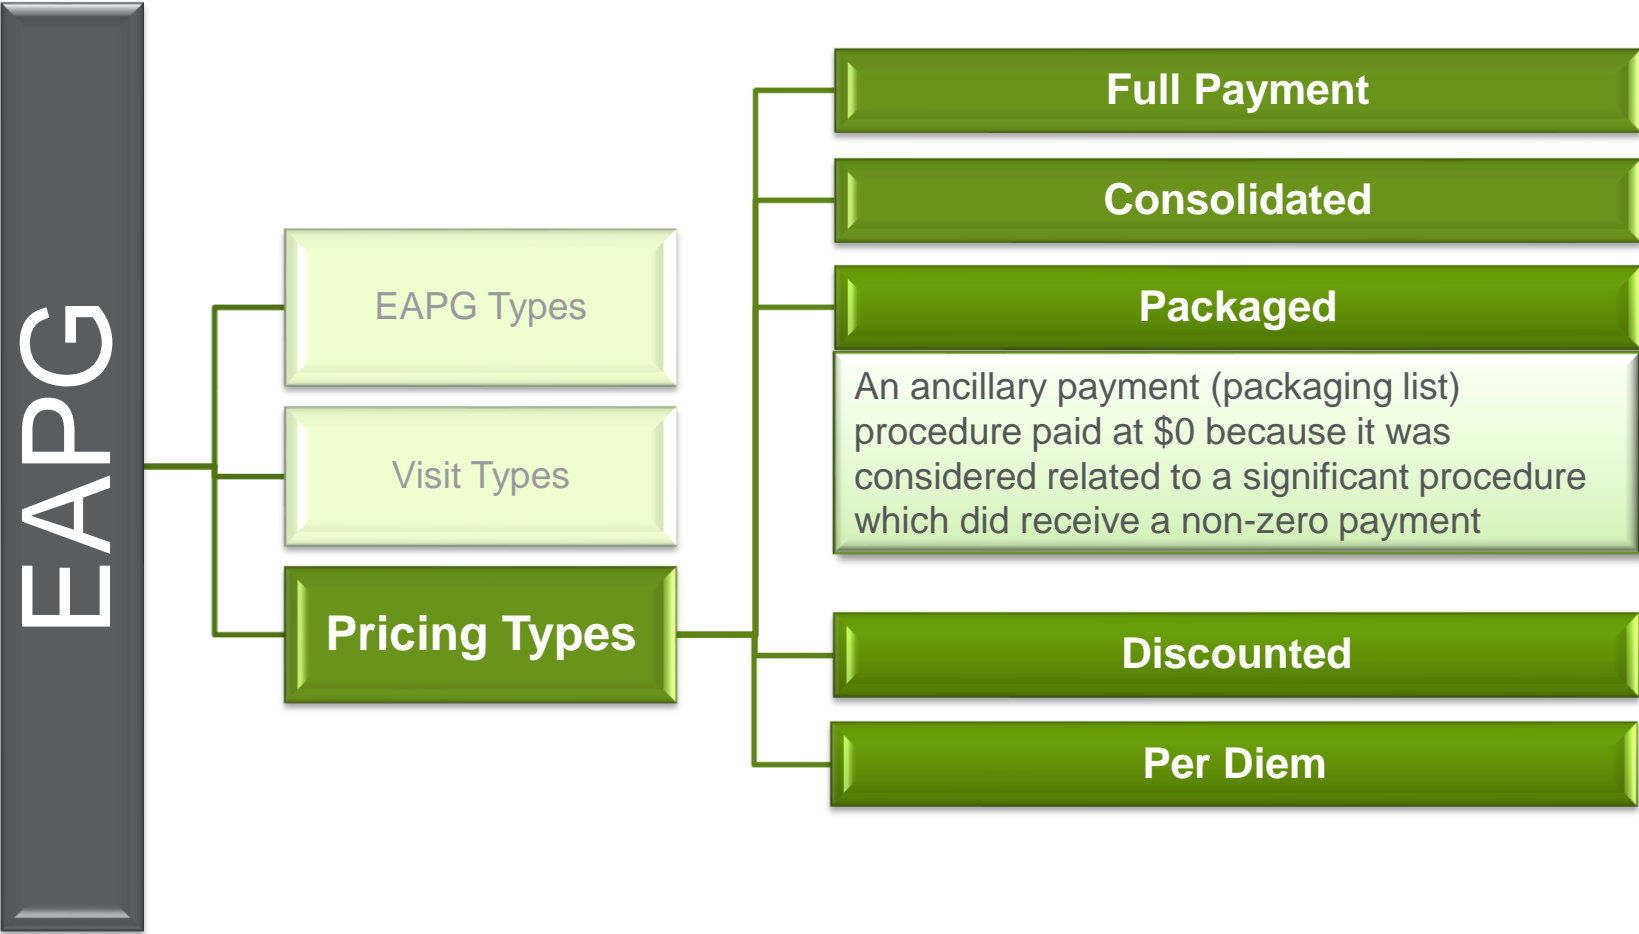 EAPG
EAPG Types
Visit Types
Pricing Types
Full Payment
Consolidated
Packaged
An ancillary payment (packaging list)
procedure paid at $0 because it was
considered related to a significant procedure
which did receive a non-zero payment
Discounted
Per Diem